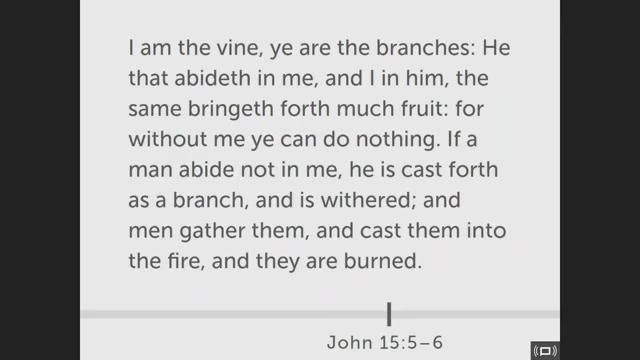 I am the vine, ye are the branches: He
that abideth in me, and I in him, the
same bringeth forth much fruit: for
without me ye can do nothing. If a
man abide not in me, he is cast forth
as a branch, and is withered; and
men gather them, and cast them into
the fire, and they are burned.
John 15:5–6